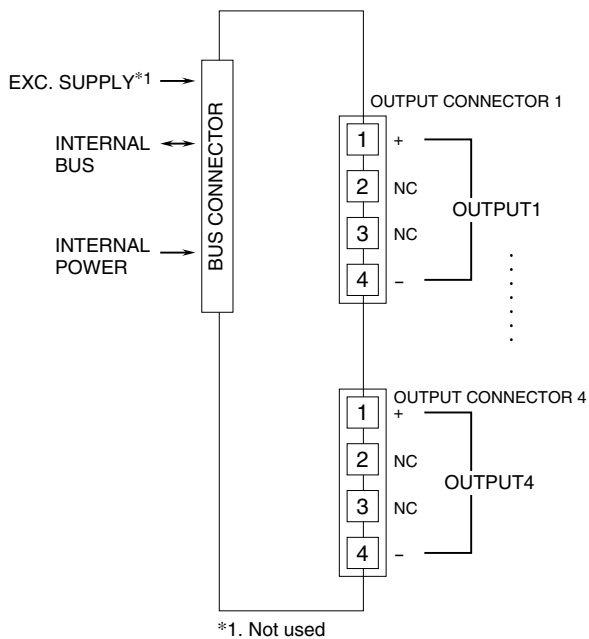 EXC. SUPPLY*1
INTERNAL
BUS
INTERNAL
POWER
BUS CONNECTOR
OUTPUT CONNECTOR 1
1 +
2 NC
3 NC
4 −
OUTPUT1
OUTPUT CONNECTOR 4
1 +
2 NC
3 NC
4 −
OUTPUT4
*1. Not used